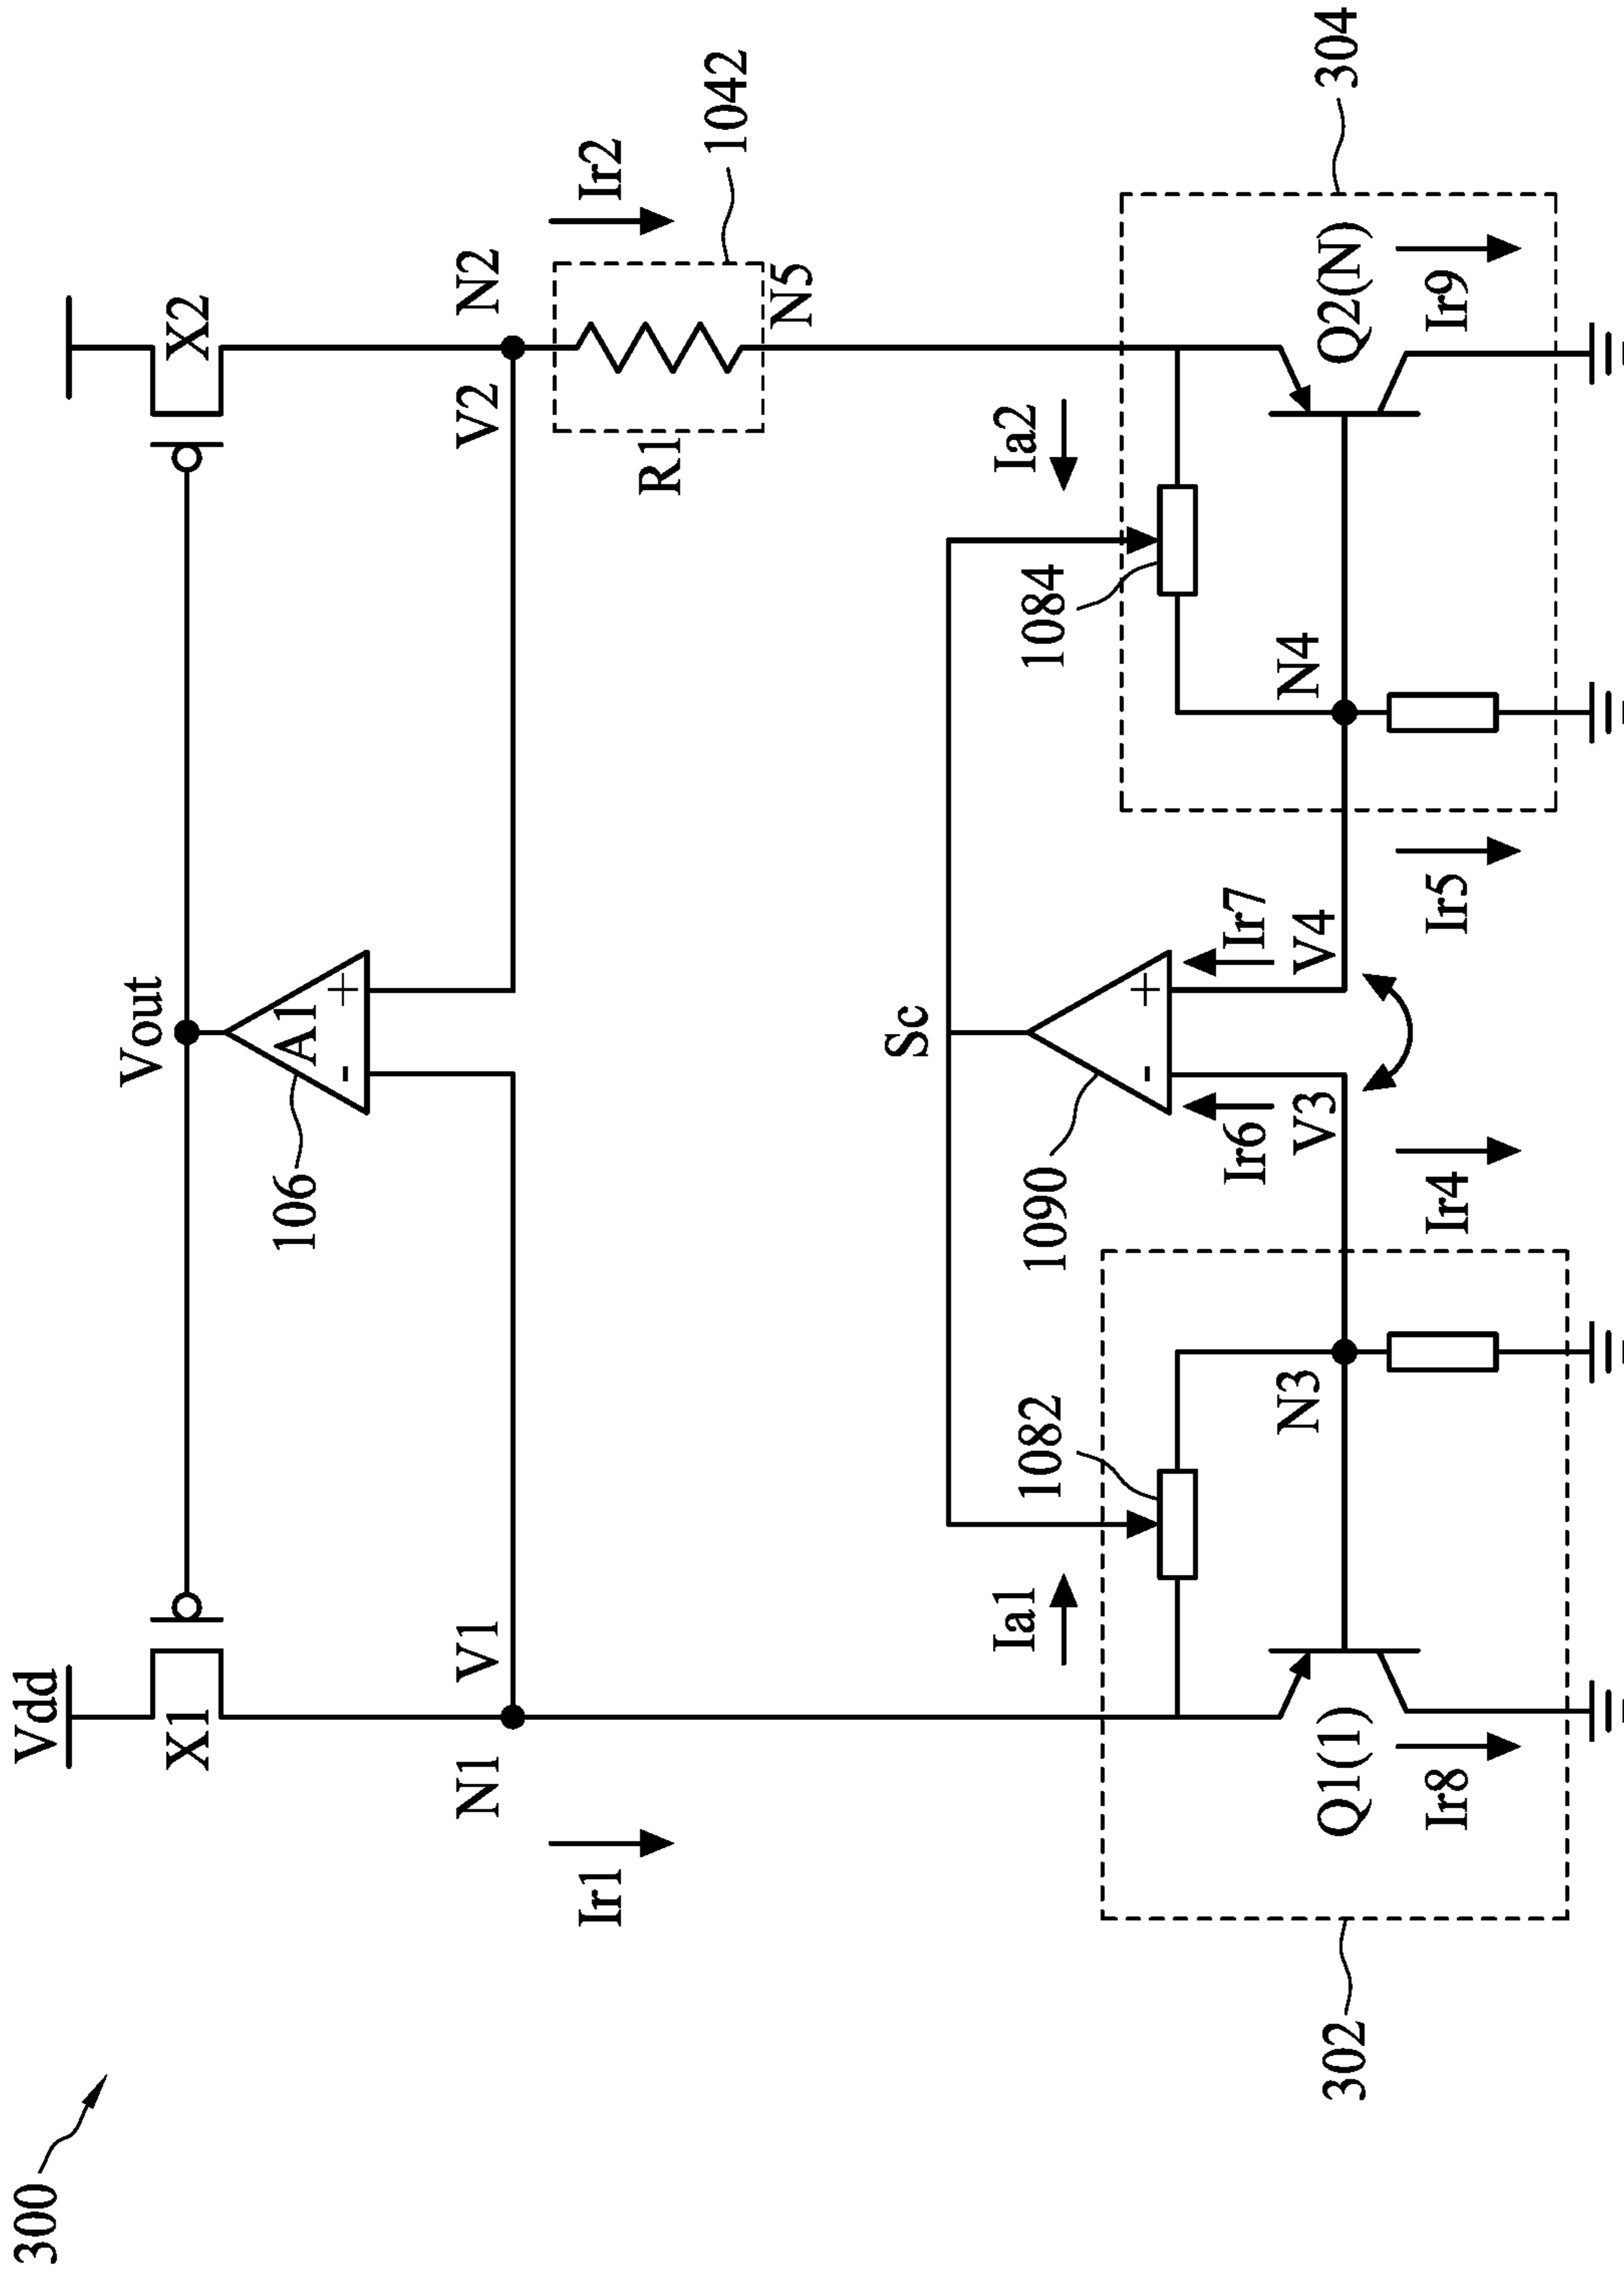 300
Vdd
X1
Vout
X2
A1
-
+
106
N1
V1
V2
N2
Ir1
Ir2
R1
1042
N5
Sc
Ia1
1082
1090
1084
Ia2
-
+
Ir6
Ir7
V3
V4
N3
N4
302
Q1(1)
Q2(N)
304
Ir8
Ir4
Ir5
Ir9